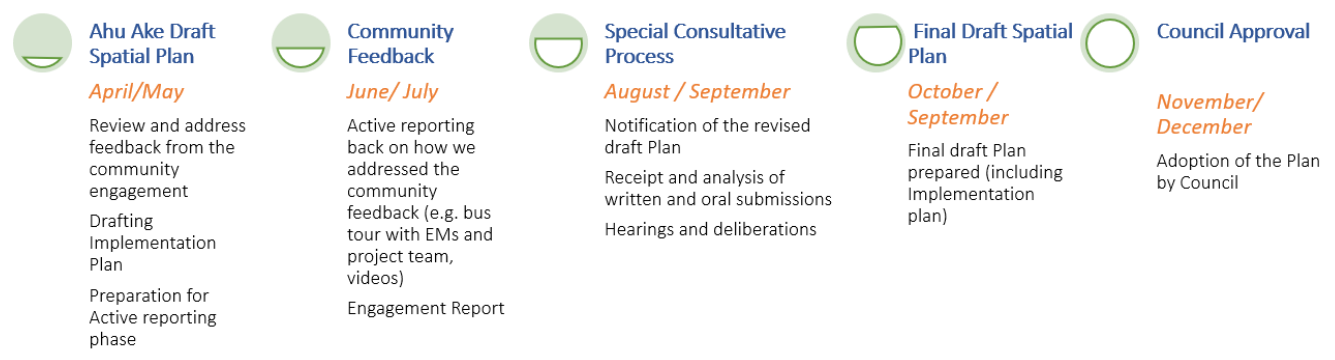 Ahu Ake Draft
Spatial Plan
April/May
Review and address
feedback from the
community
engagement
Drafting
Implementation
Plan
Preparation for
Active reporting
phase
Community
Feedback
June/ July
Active reporting
back on how we
addressed the
community
feedback (e.g. bus
tour with EMs and
project team,
videos)
Engagement Report
Special Consultative
Process
August / September
Notification of the revised
draft Plan
Receipt and analysis of
written and oral submissions
Hearings and deliberations
Final Draft Spatial
Plan
October /
September
Final draft Plan
prepared (including
Implementation
plan)
Council Approval
November/
December
Adoption of the Plan
by Council